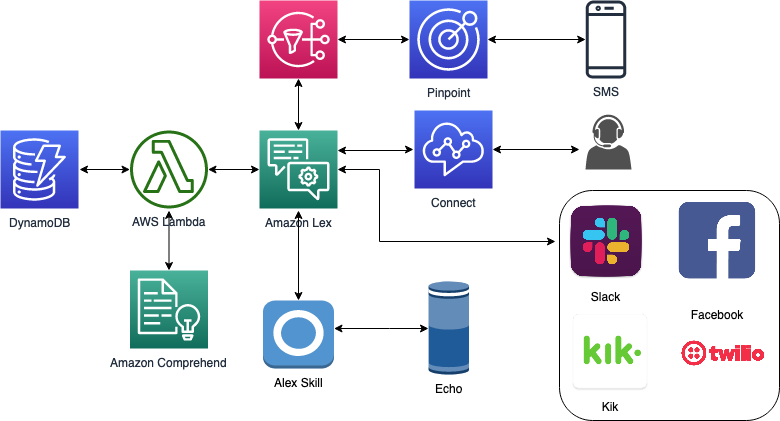 Pinpoint
SMS
DynamoDB
AWS Lambda
Amazon Lex
Connect
Slack
Facebook
Amazon Comprehend
Alex Skill
Echo
kik.
twilio
Kik